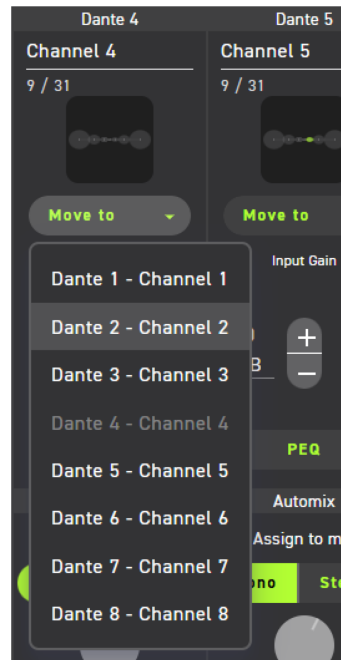 Dante 4
Dante 5
Channel 4
Channel 5
9 / 31
9 / 31
Move to
Move to
Dante 1 - Channel 1
Input Gain
Dante 2 - Channel 2
+
Dante 3 - Channel 3
B
−
Dante 4 - Channel 4
PEQ
Dante 5 - Channel 5
Automix
Dante 6 - Channel 6
Assign to m
Dante 7 - Channel 7
ono
Ste
Dante 8 - Channel 8